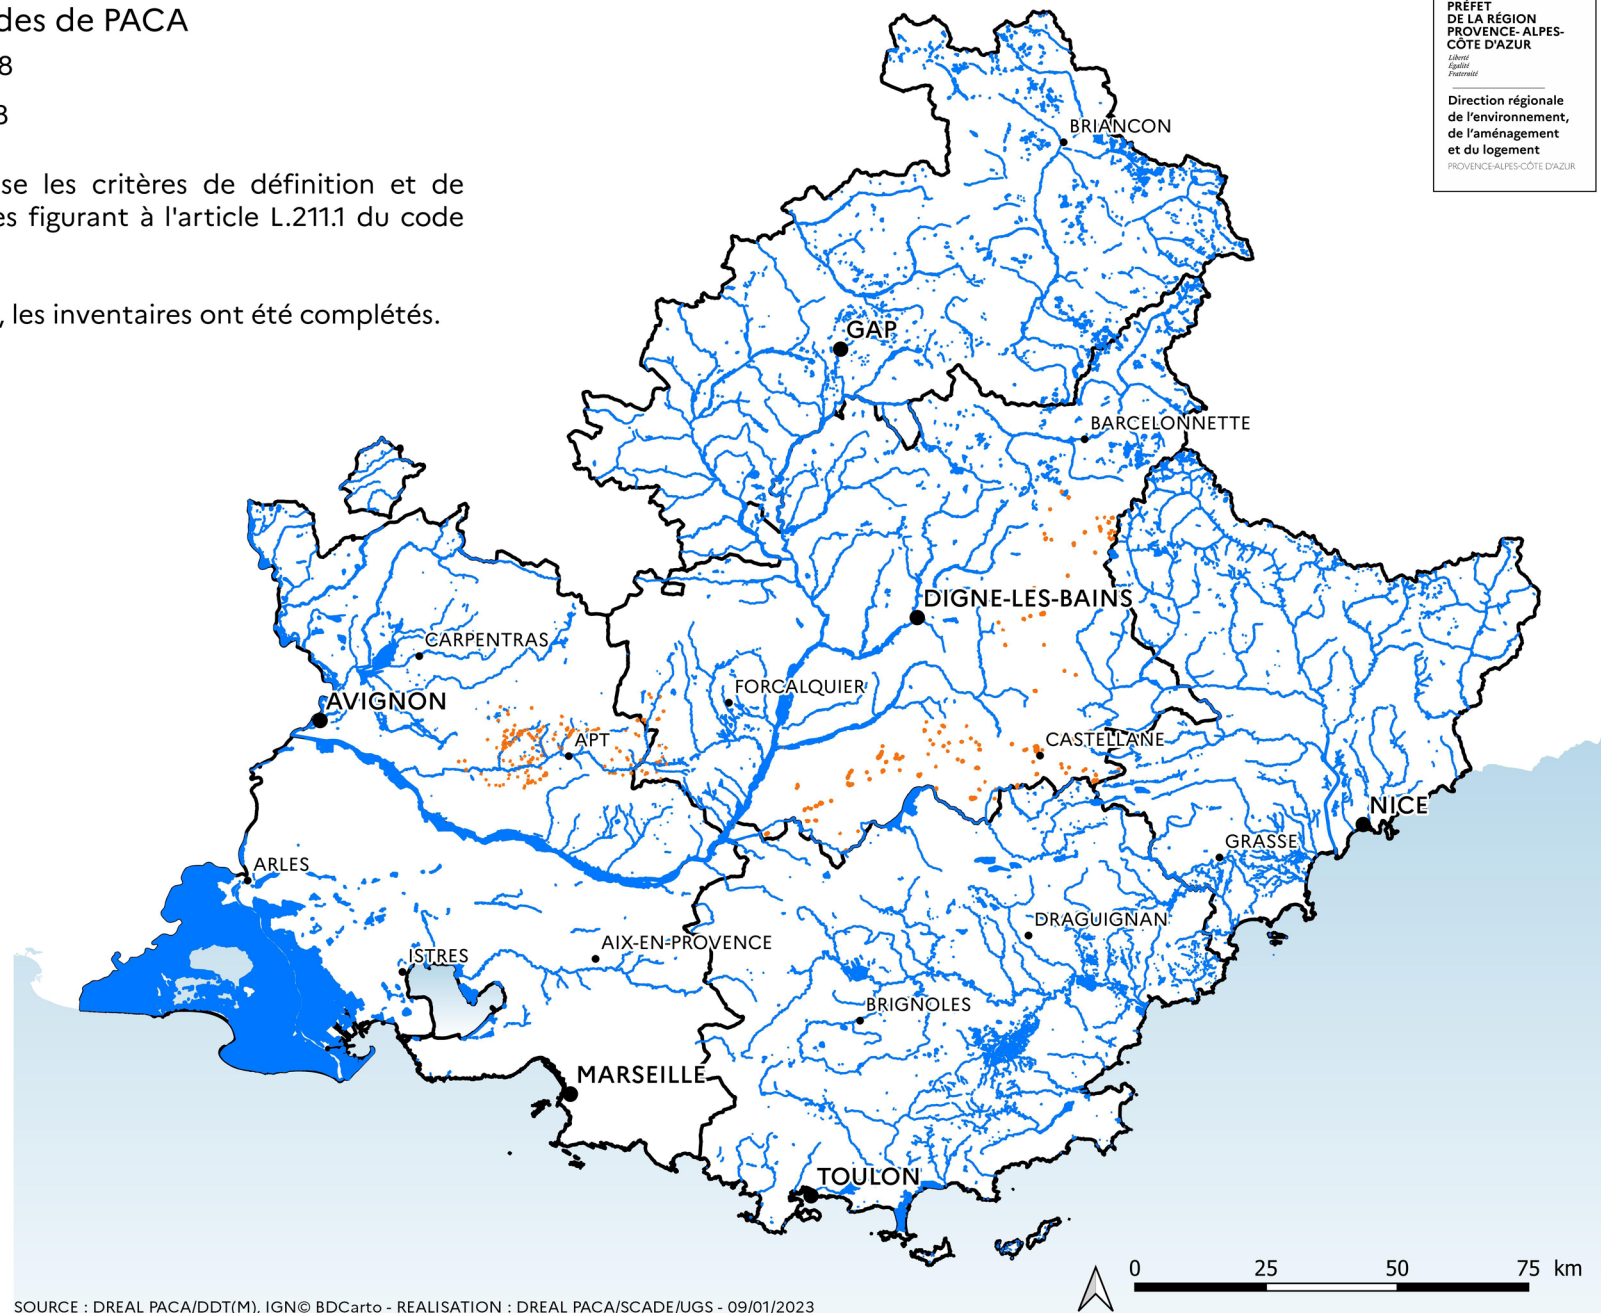 des de PACA
8
3
se les critères de définition et de
es figurant à l'article L.211.1 du code
, les inventaires ont été complétés.
PRÉFET
DE LA RÉGION
PROVENCE- ALPES-
CÔTE D'AZUR
Liberté
Égalité
Fraternité
Direction régionale
de l'environnement,
de l'aménagement
et du logement
PROVENCE-ALPES-CÔTE D'AZUR
BRIANCON
GAP
BARCELONNETTE
DIGNE-LES-BAINS
CARPENTRAS
FORCALQUIER
AVIGNON
APT
CASTELLANE
NICE
GRASSE
ARLES
DRAGUIGNAN
AIX-EN-PROVENCE
ISTRES
BRIGNOLES
MARSEILLE
TOULON
0 25 50 75 km
SOURCE : DREAL PACA/DDT(M), IGN© BDCarto - REALISATION : DREAL PACA/SCADE/UGS - 09/01/2023